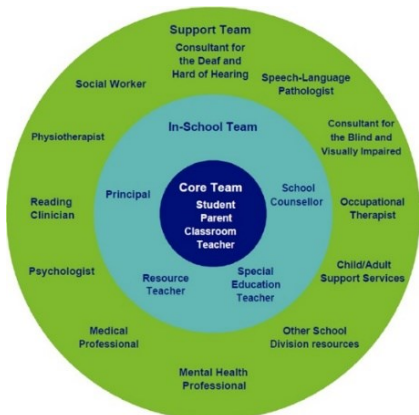 Support Team
Consultant for
the Deaf and
Hard of Hearing
Social Worker
Speech-Language
Pathologist
Physiotherapist
In-School Team
Consultant for
the Blind and
Visually Impaired
Core Team
Student
Parent
Classroom
Teacher
Principal
School
Counsellor
Reading
Clinician
Occupational
Therapist
Psychologist
Resource
Teacher
Special
Education
Teacher
Child/Adult
Support Services
Medical
Professional
Other School
Division resources
Mental Health
Professional